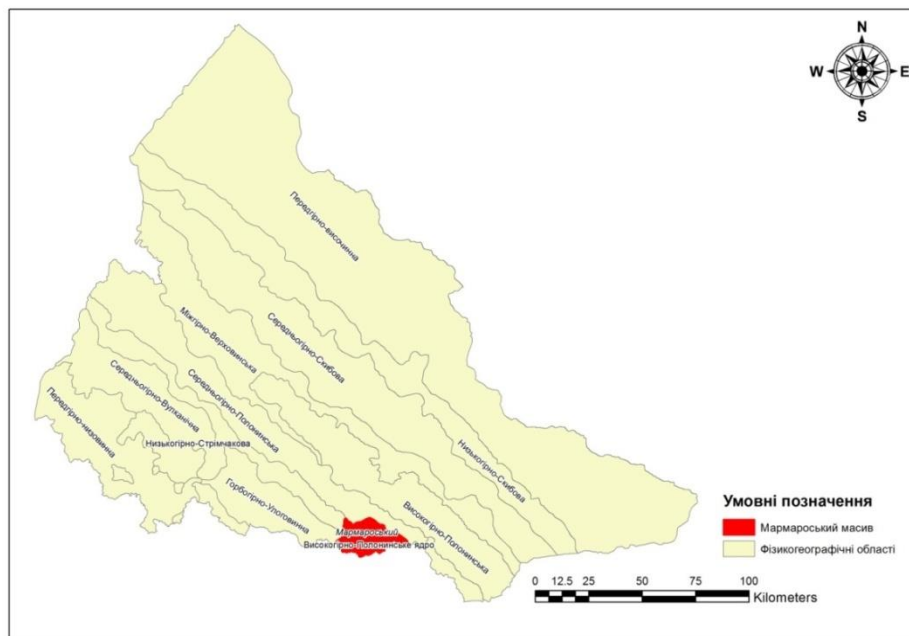 N
W
E
S
Передгірно-височинна
Середньогірно-Скибова
Міжгірно-Верховинська
Середньогірно-Полонинська
Середньогірно-Вулканічна
Передгірно-низовинна
Низькогірно-Стрімчакова
Низькогірно-Скибова
Горбогірно-Улоговинна
Високогірно-Полонинська
Мармароський
Високогірно-Полонинське ядро
Умовні позначення
Мармароський масив
Фізикогеографічні області
0 12.5 25 50 75 100
Kilometers